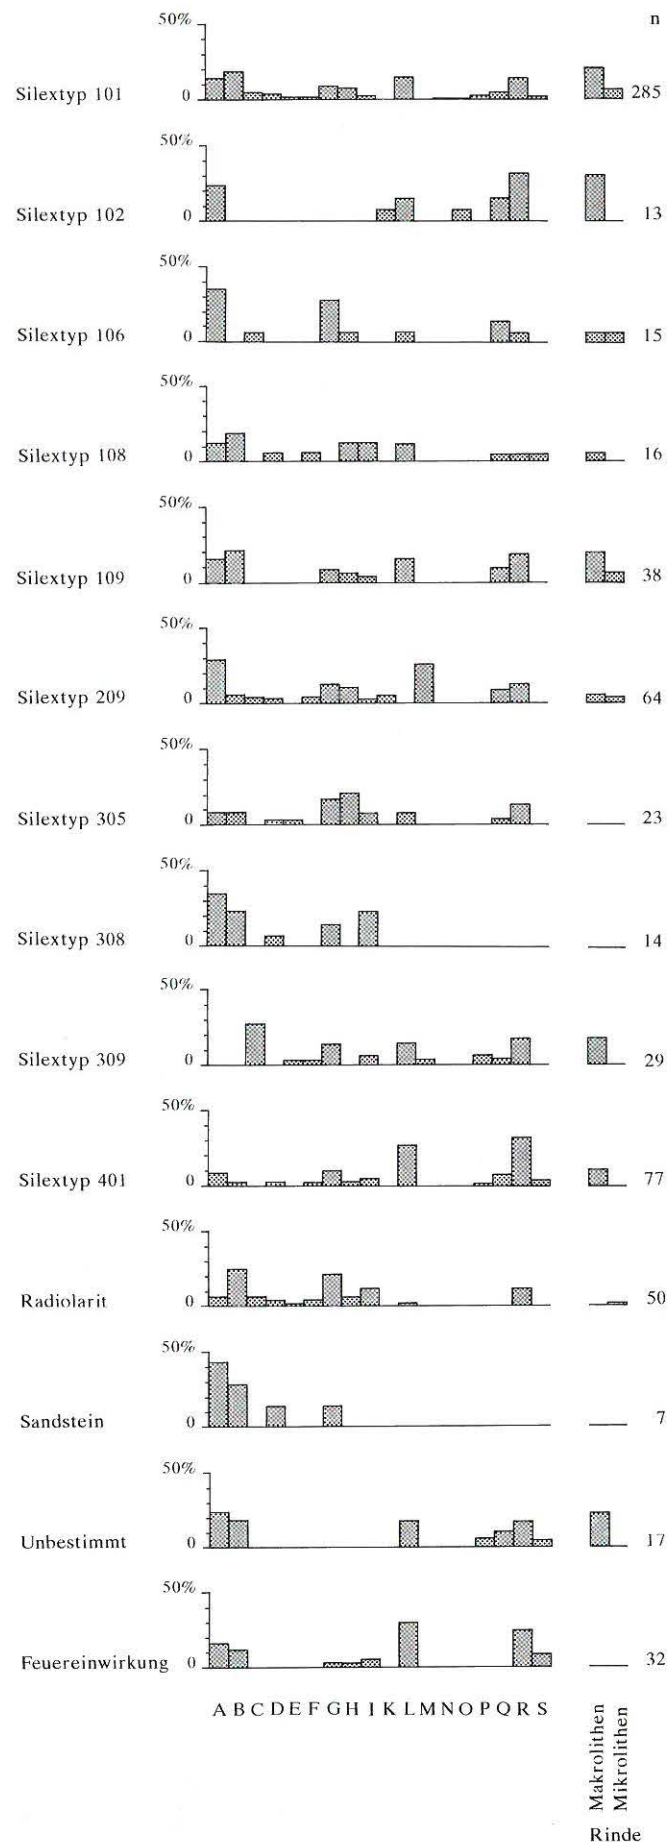 50% n
Silextyp 101 0 285
50%
Silextyp 102 0 13
50%
Silextyp 106 0 15
50%
Silextyp 108 0 16
50%
Silextyp 109 0 38
50%
Silextyp 209 0 64
50%
Silextyp 305 0 23
50%
Silextyp 308 0 14
50%
Silextyp 309 0 29
50%
Silextyp 401 0 77
50%
Radiolarit 0 50
50%
Sandstein 0 7
50%
Unbestimmt 0 17
50%
Feuereinwirkung 0 32
A B C D E F G H I K L M N O P Q R S
Makrolithen
Mikrolithen
Rinde